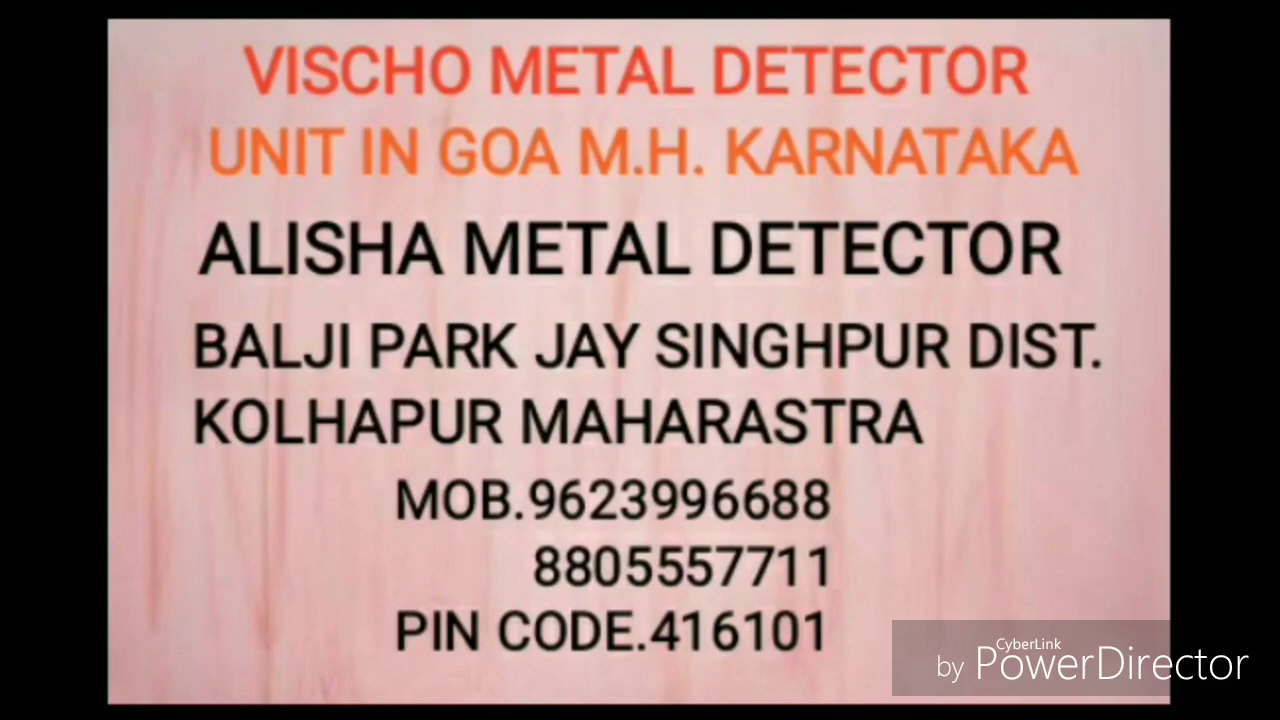 VISCHO METAL DETECTOR
UNIT IN GOA M.H. KARNATAKA
ALISHA METAL DETECTOR
BALJI PARK JAY SINGHPUR DIST.
KOLHAPUR MAHARASTRA
MOB.9623996688
8805557711
PIN CODE.416101
CyberLink
by PowerDirector